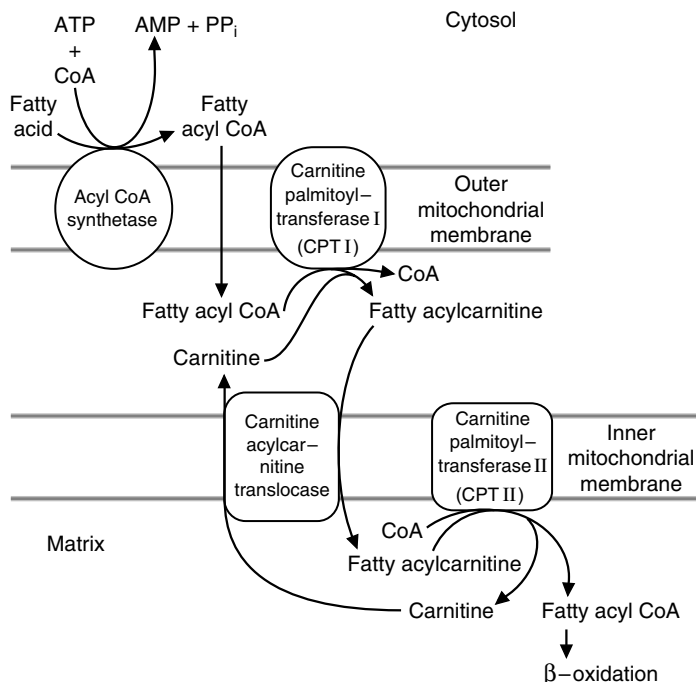 ATP
+
CoA
AMP + PPi
Cytosol
Fatty
acid
Fatty
acyl CoA
Acyl CoA
synthetase
Carnitine
palmitoyl–
transferase I
(CPT I)
Outer
mitochondrial
membrane
CoA
Fatty acyl CoA
Fatty acylcarnitine
Carnitine
Carnitine
acylcar–
nitine
translocase
Carnitine
palmitoyl–
transferase II
(CPT II)
Inner
mitochondrial
membrane
Matrix
CoA
Fatty acylcarnitine
Carnitine
Fatty acyl CoA
β–oxidation